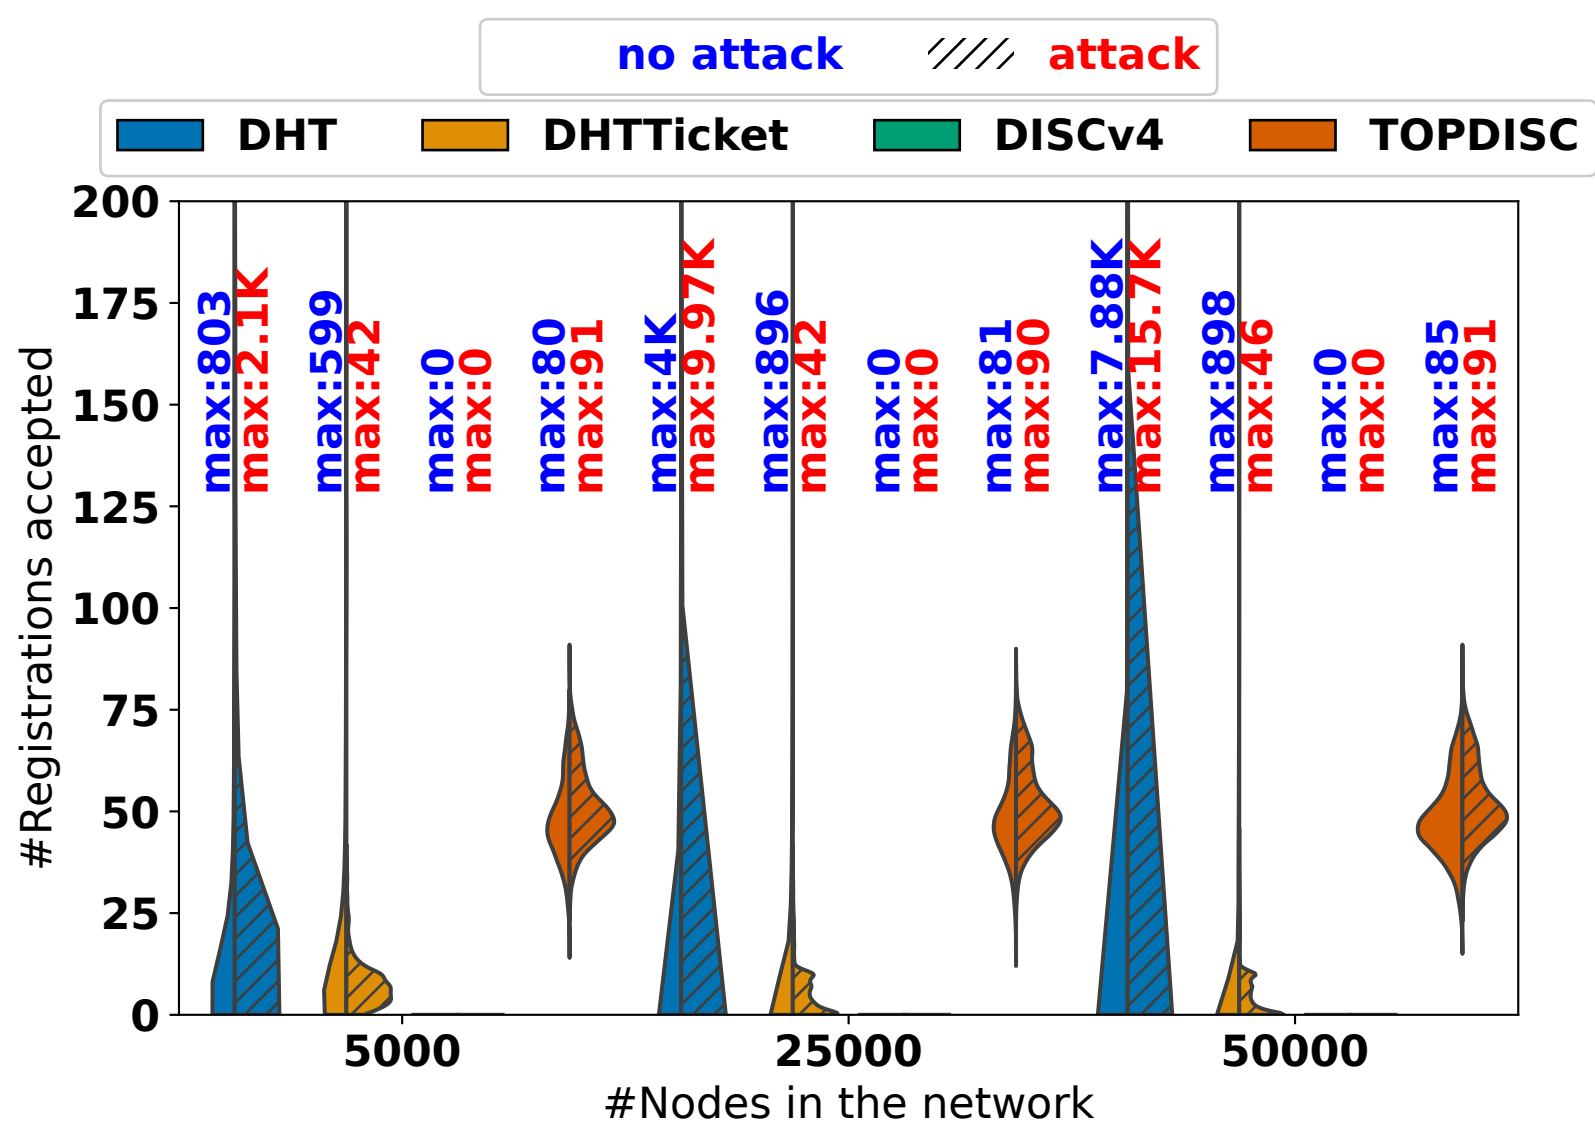 no attack attack
DHT DHTTicket DISCv4 TOPDISC
200
175
150
125
100
75
50
25
0
#Registrations accepted
max:803
max:2.1K
max:599
max:42
max:0
max:0
max:80
max:91
max:4K
max:9.97K
max:896
max:42
max:0
max:0
max:81
max:90
max:7.88K
max:15.7K
max:898
max:46
max:0
max:0
max:85
max:91
5000 25000 50000
#Nodes in the network